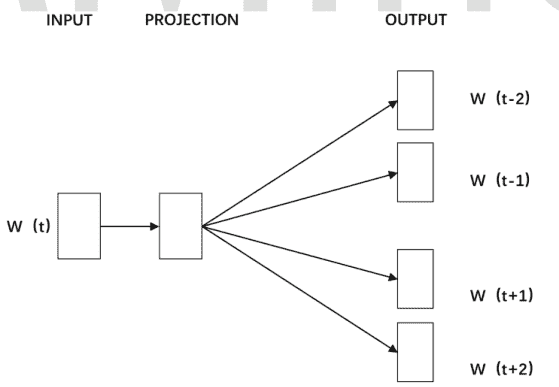 INPUT PROJECTION OUTPUT
W (t-2)
W (t-1)
W (t)
W (t+1)
W (t+2)